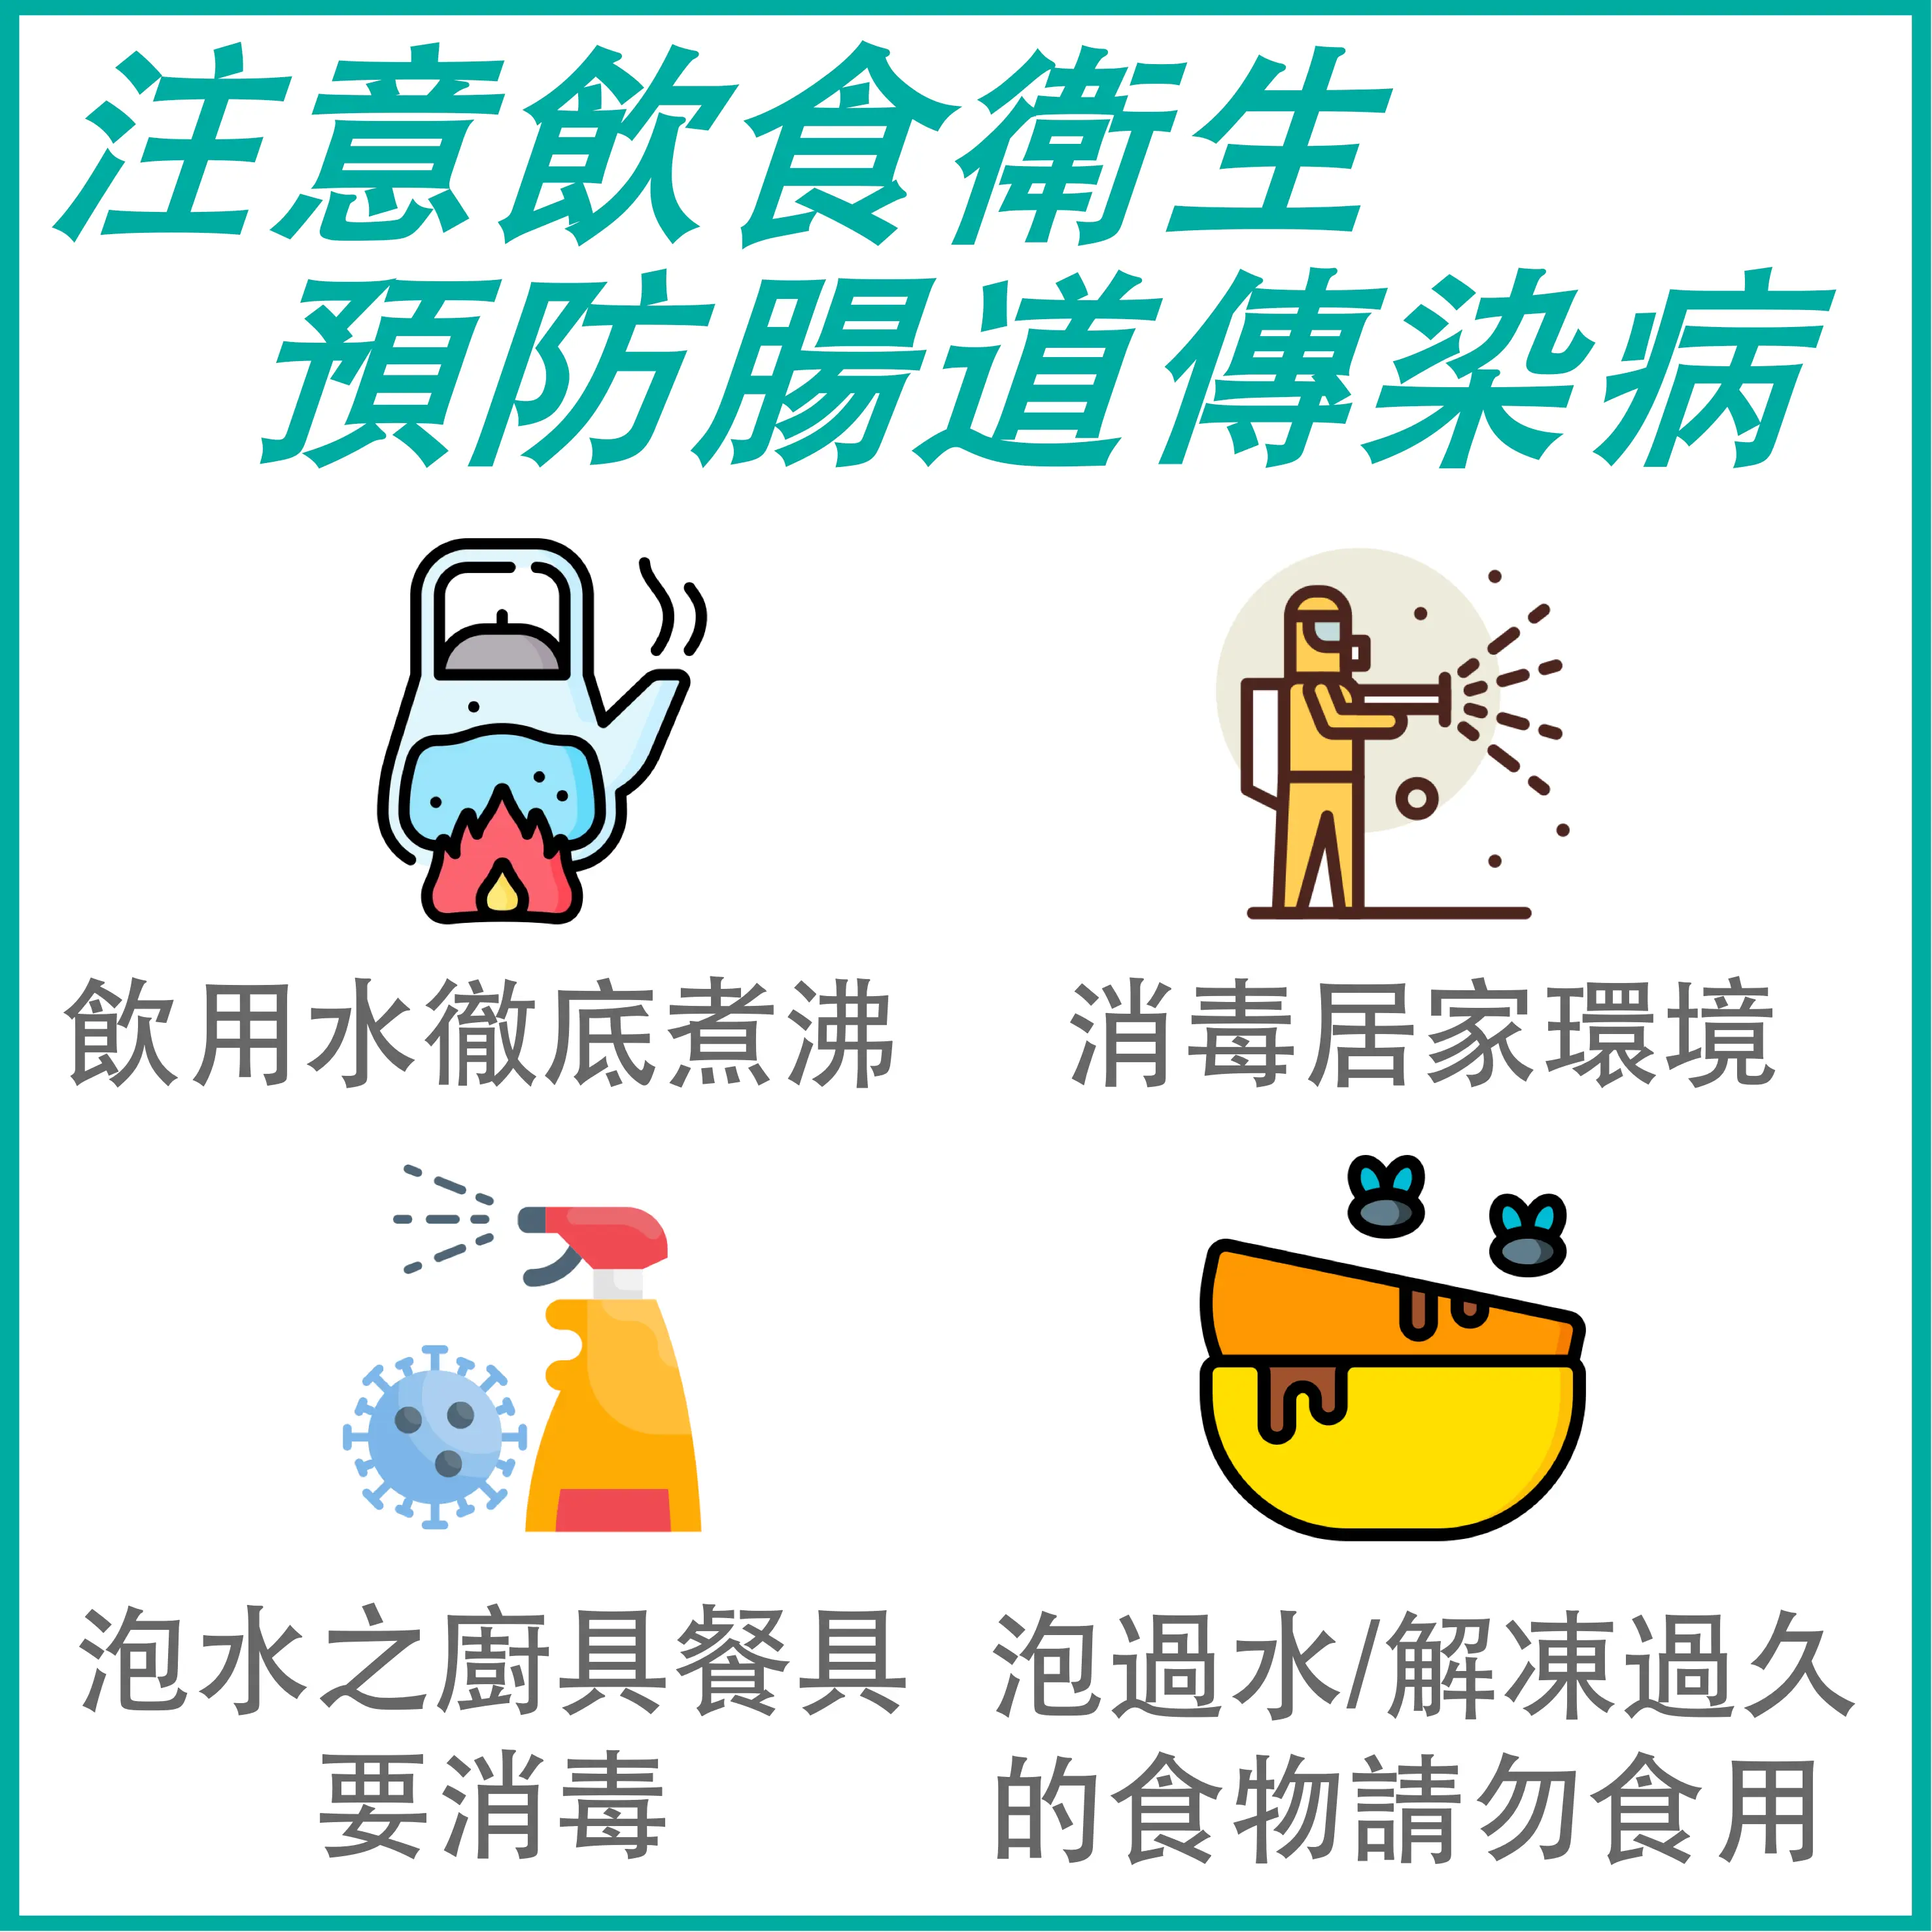 注意飲食衛生
預防腸道傳染病
飲用水徹底煮沸
消毒居家環境
泡水之廚具餐具
要消毒
泡過水/解凍過久
的食物請勿食用